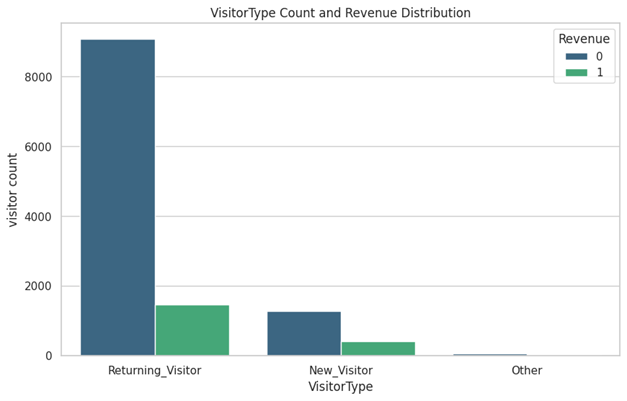 VisitorType Count and Revenue Distribution
Revenue
0
1
8000
6000
4000
2000
0
visitor count
Returning_Visitor New_Visitor Other
VisitorType